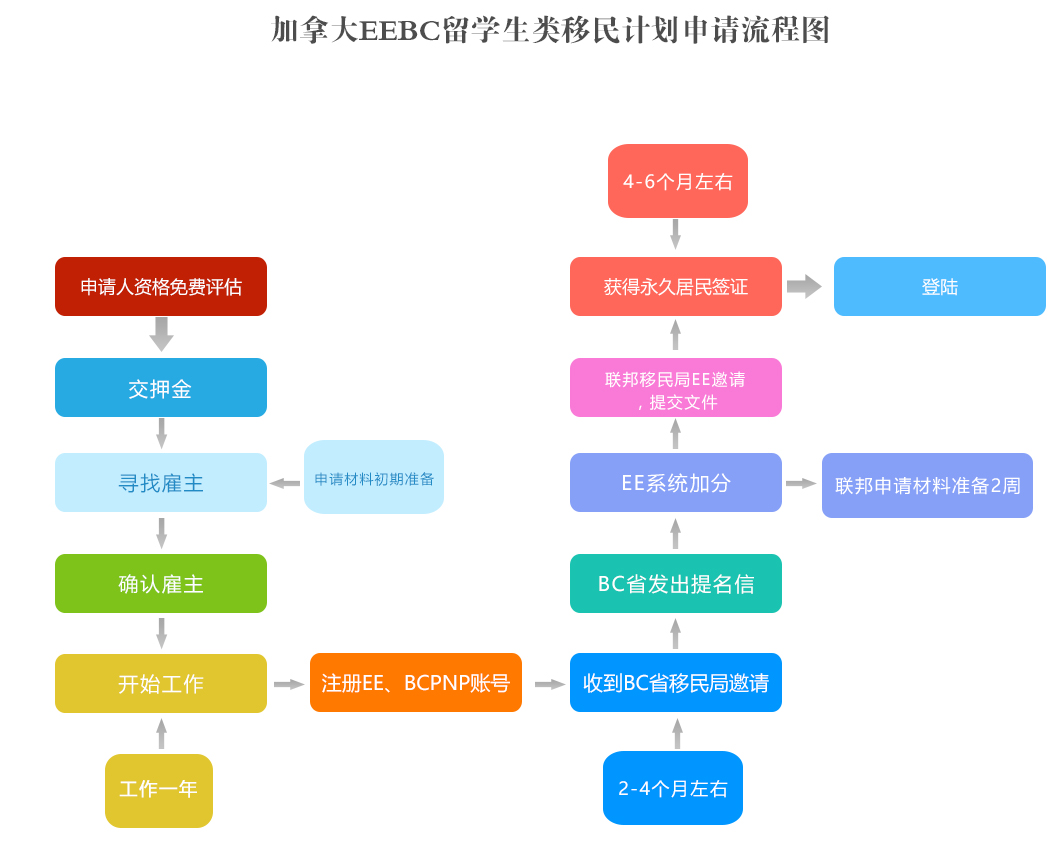 加拿大EEBC留学生类移民计划申请流程图
4-6个月左右
申请人资格免费评估
获得永久居民签证
登陆
交押金
联邦移民局EE邀请
，提交文件
寻找雇主
申请材料初期准备
EE系统加分
联邦申请材料准备2周
确认雇主
BC省发出提名信
开始工作
注册EE、BCPNP账号
收到BC省移民局邀请
工作一年
2-4个月左右